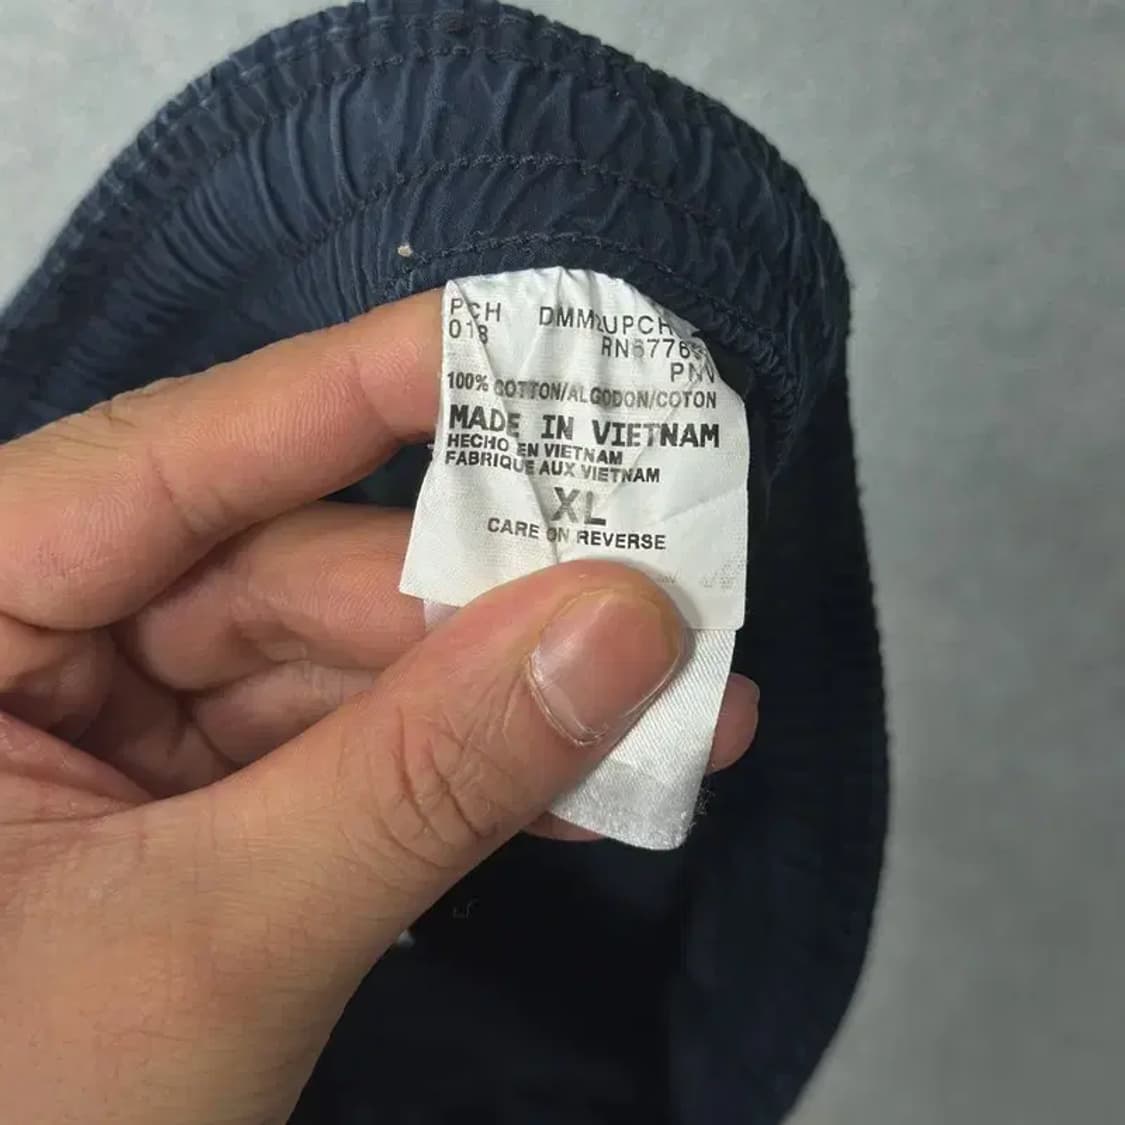 PCH
018
PNV
100% COTTON/ALGODON/COTON
MADE IN VIETNAM
HECHO EN VIETNAM
FABRIQUE AUX VIETNAM
XL
CARE ON REVERSE